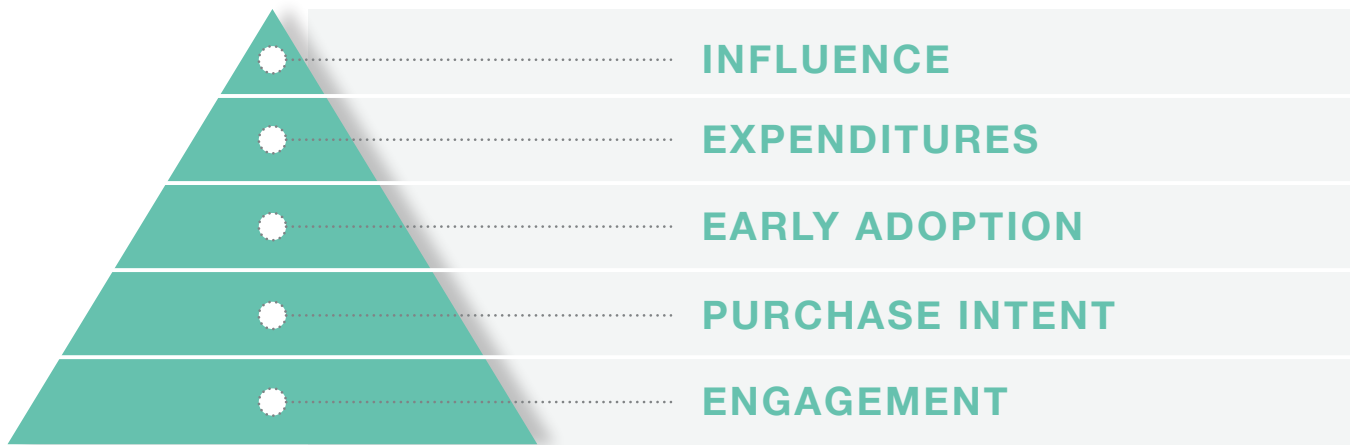 INFLUENCE
EXPENDITURES
EARLY ADOPTION
PURCHASE INTENT
ENGAGEMENT